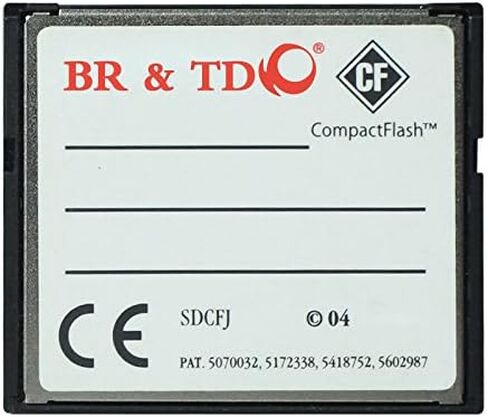 BR & TD®
CF
CompactFlash™
CE
SDCFJ © 04
PAT. 5070032, 5172338, 5418752, 5602987